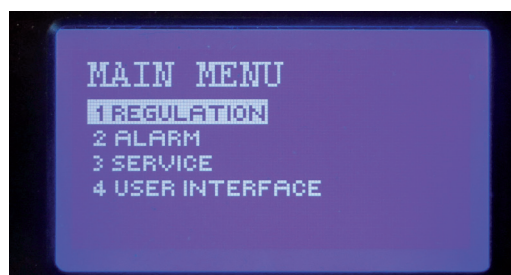 MAIN MENU
1 REGULATION
2 ALARM
3 SERVICE
4 USER INTERFACE